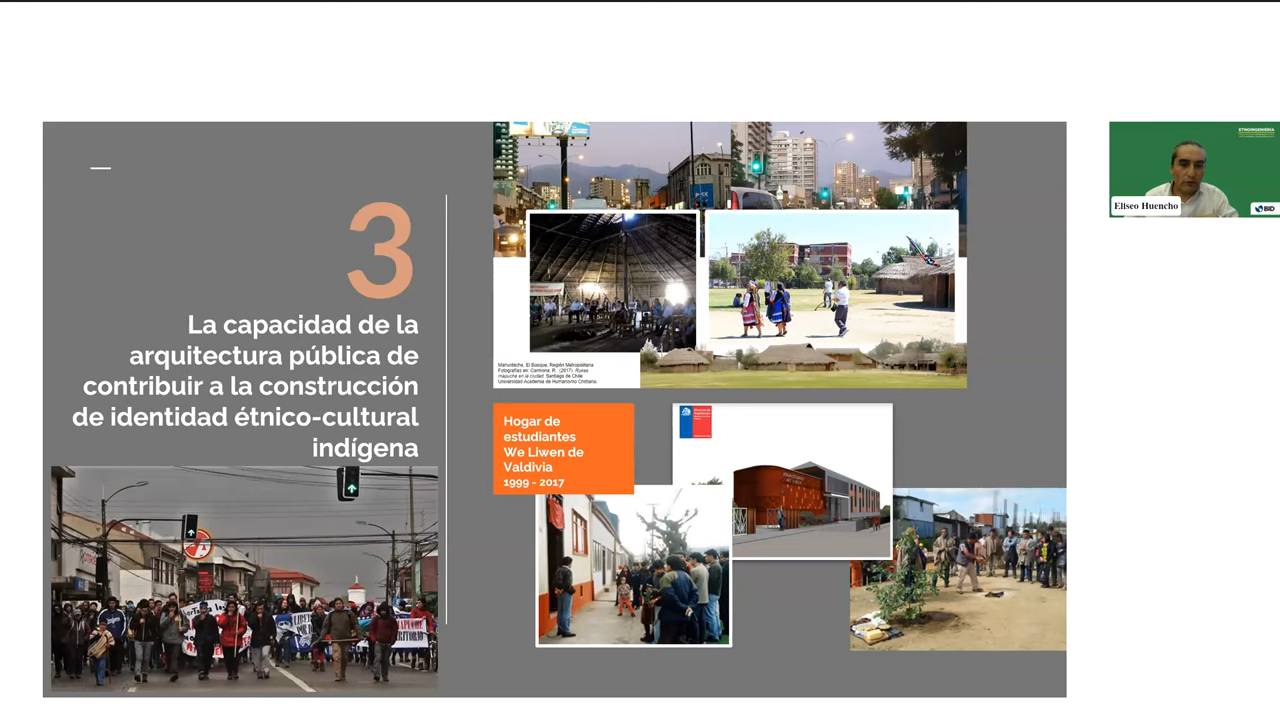 3
La capacidad de la
arquitectura pública de
contribuir a la construcción
de identidad étnico-cultural
indígena
Mahuidache, El Bosque, Región Metropolitana
Fotografías en: Carmona, R. (2017). Rukas
mapuche en la ciudad. Santiago de Chile:
Universidad Academia de Humanismo Cristiano.
Hogar de
estudiantes
We Liwen de
Valdivia
1999 - 2017
ETNOINGENIERÍA
Eliseo Huencho
BID